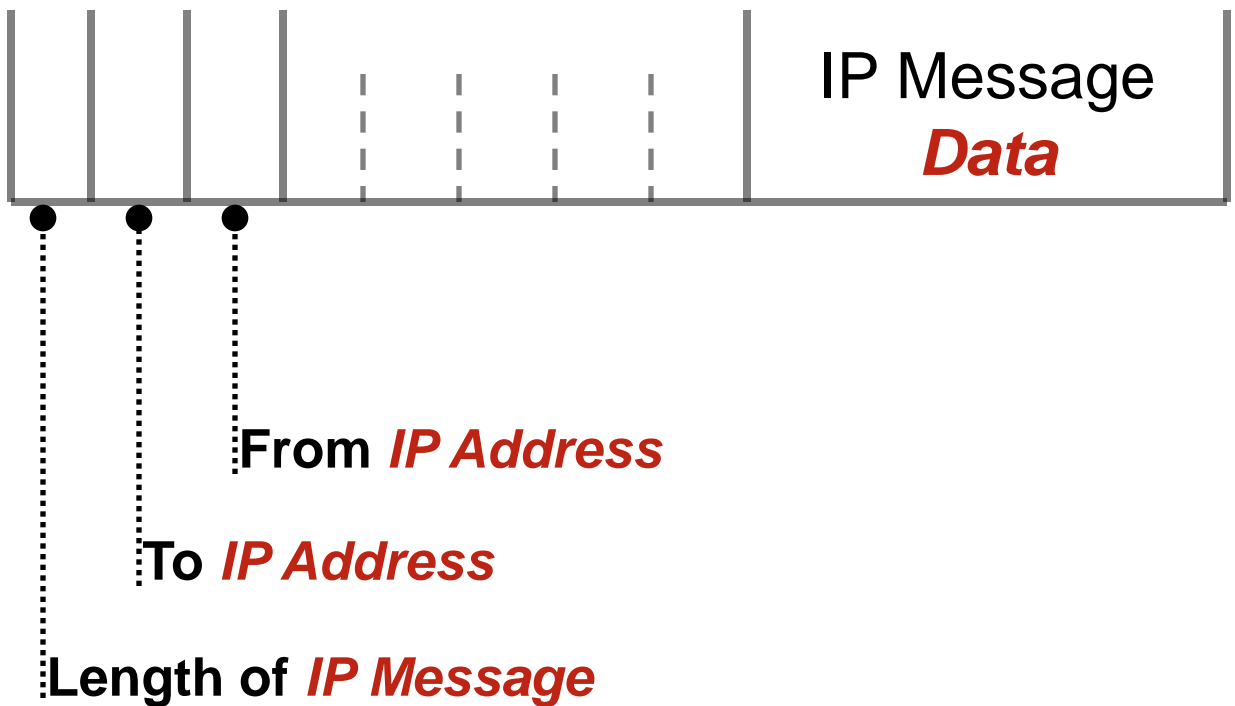 IP Message
Data
From IP Address
To IP Address
Length of IP Message